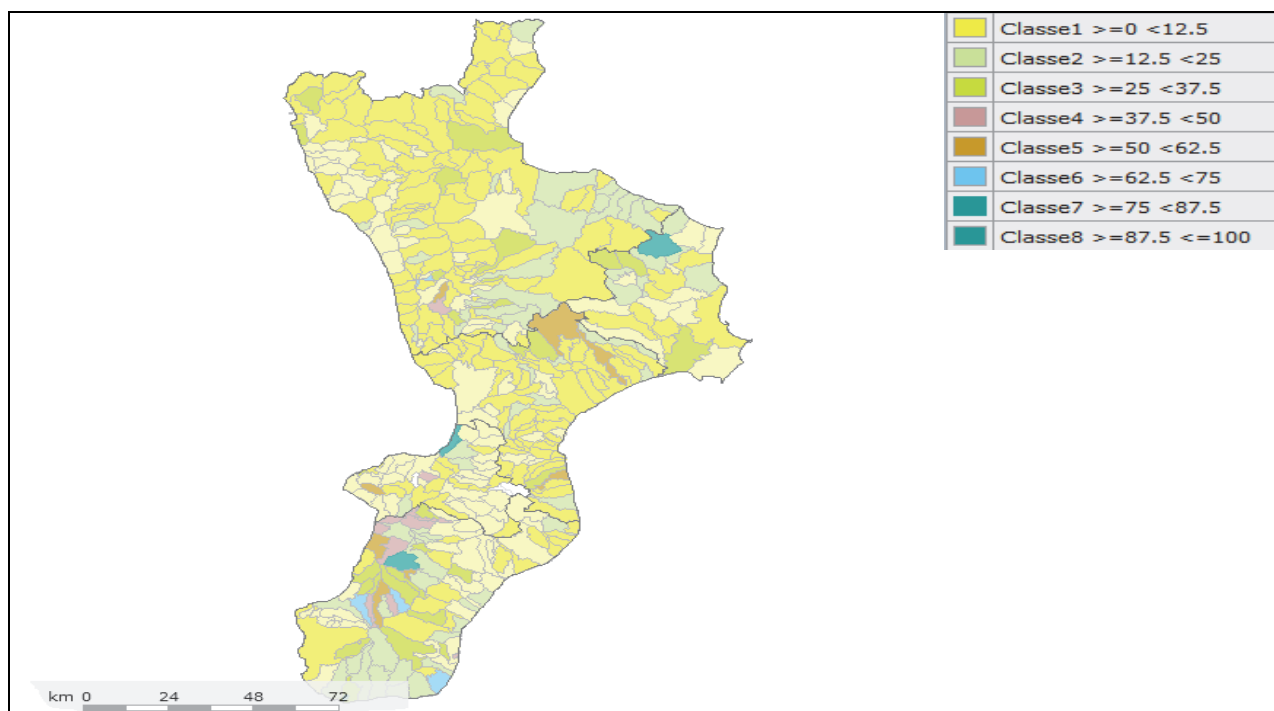 Classe1 >=0 <12.5
Classe2 >=12.5 <25
Classe3 >=25 <37.5
Classe4 >=37.5 <50
Classe5 >=50 <62.5
Classe6 >=62.5 <75
Classe7 >=75 <87.5
Classe8 >=87.5 <=100
km 0 24 48 72